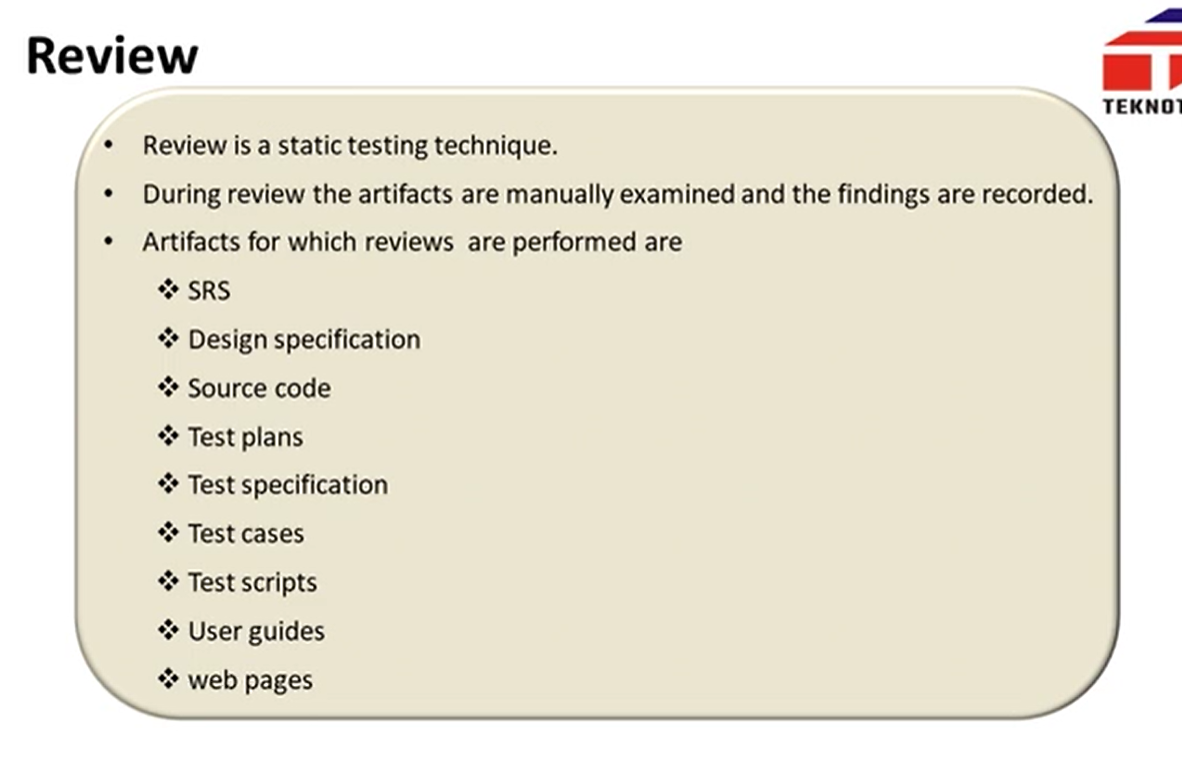 Review
TEKNOT
• Review is a static testing technique.
• During review the artifacts are manually examined and the findings are recorded.
• Artifacts for which reviews are performed are
❖ SRS
❖ Design specification
❖ Source code
❖ Test plans
❖ Test specification
❖ Test cases
❖ Test scripts
❖ User guides
❖ web pages